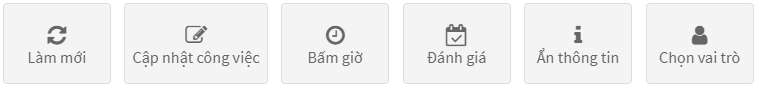 Làm mới
Cập nhật công việc
Bấm giờ
Đánh giá
Ẩn thông tin
Chọn vai trò